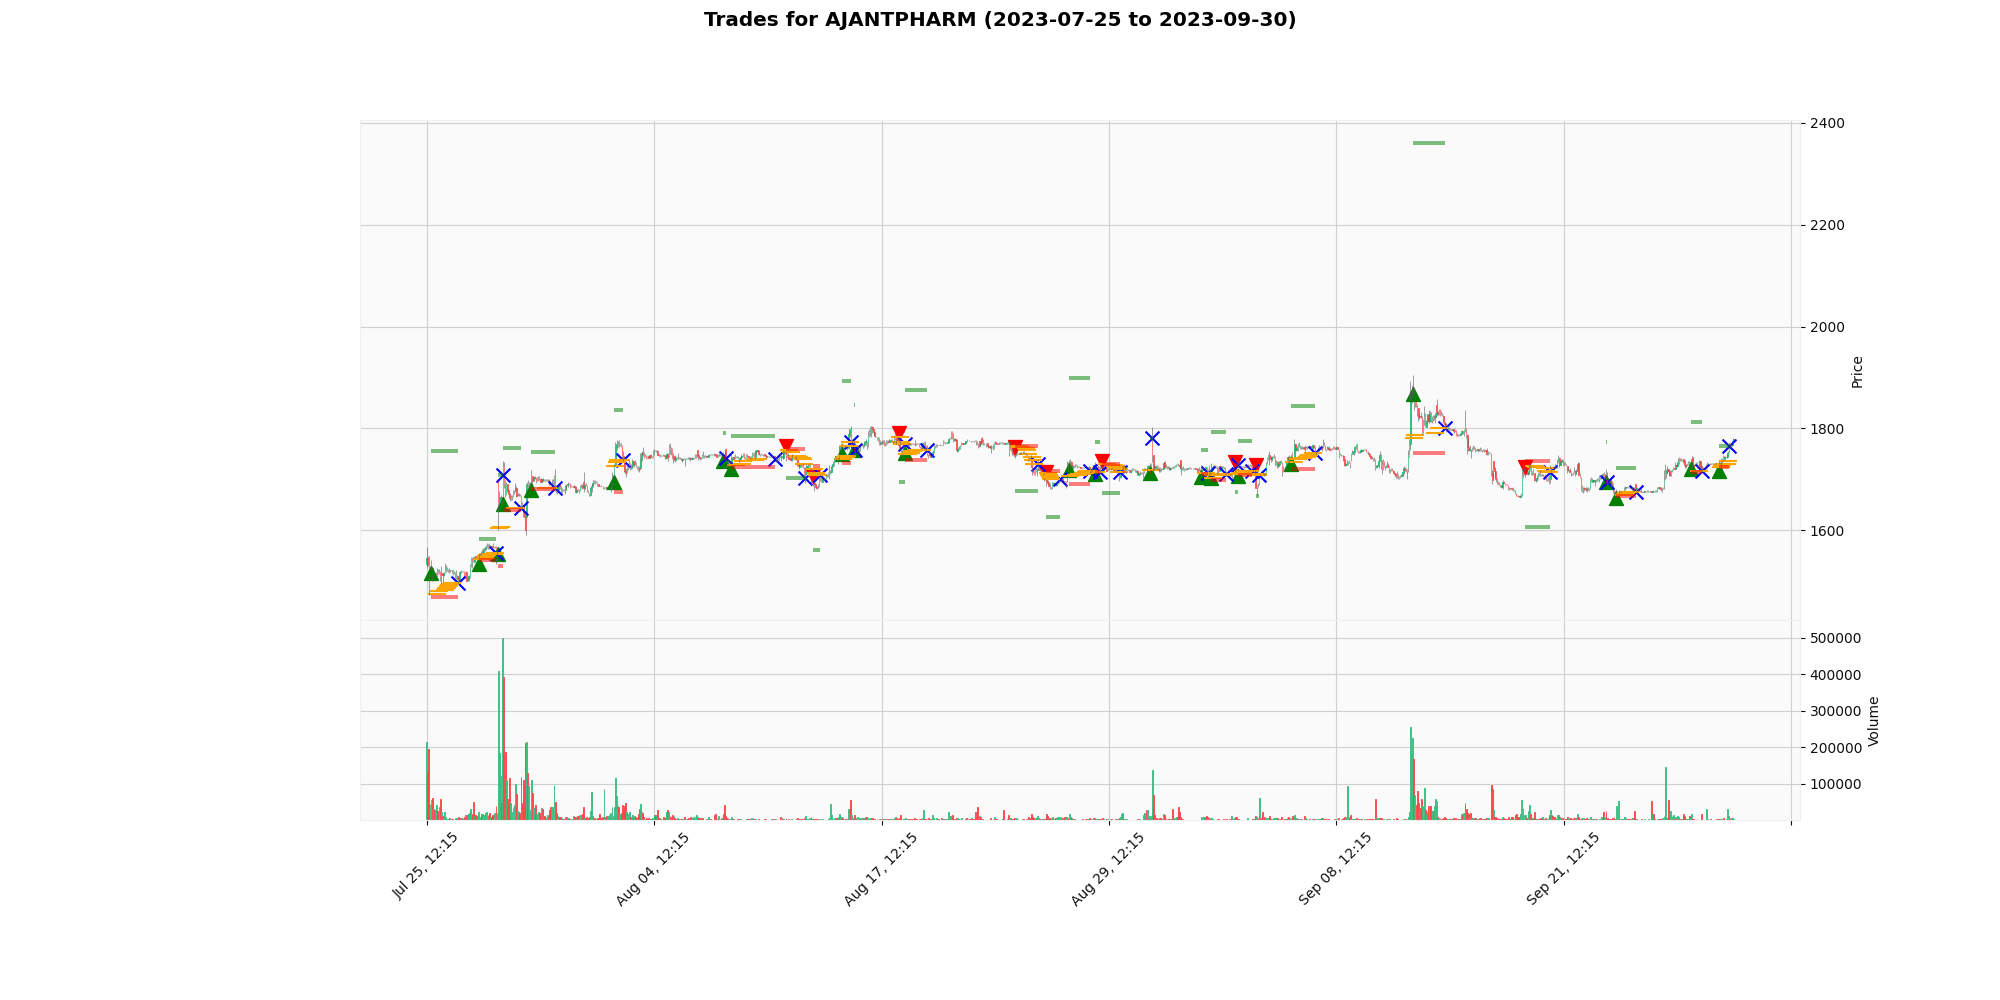 Trades for AJANTPHARM (2023-07-25 to 2023-09-30)
2400
2200
2000
1800
1600
Price
500000
400000
300000
200000
100000
Volume
Jul 25, 12:15
Aug 04, 12:15
Aug 17, 12:15
Aug 29, 12:15
Sep 08, 12:15
Sep 21, 12:15